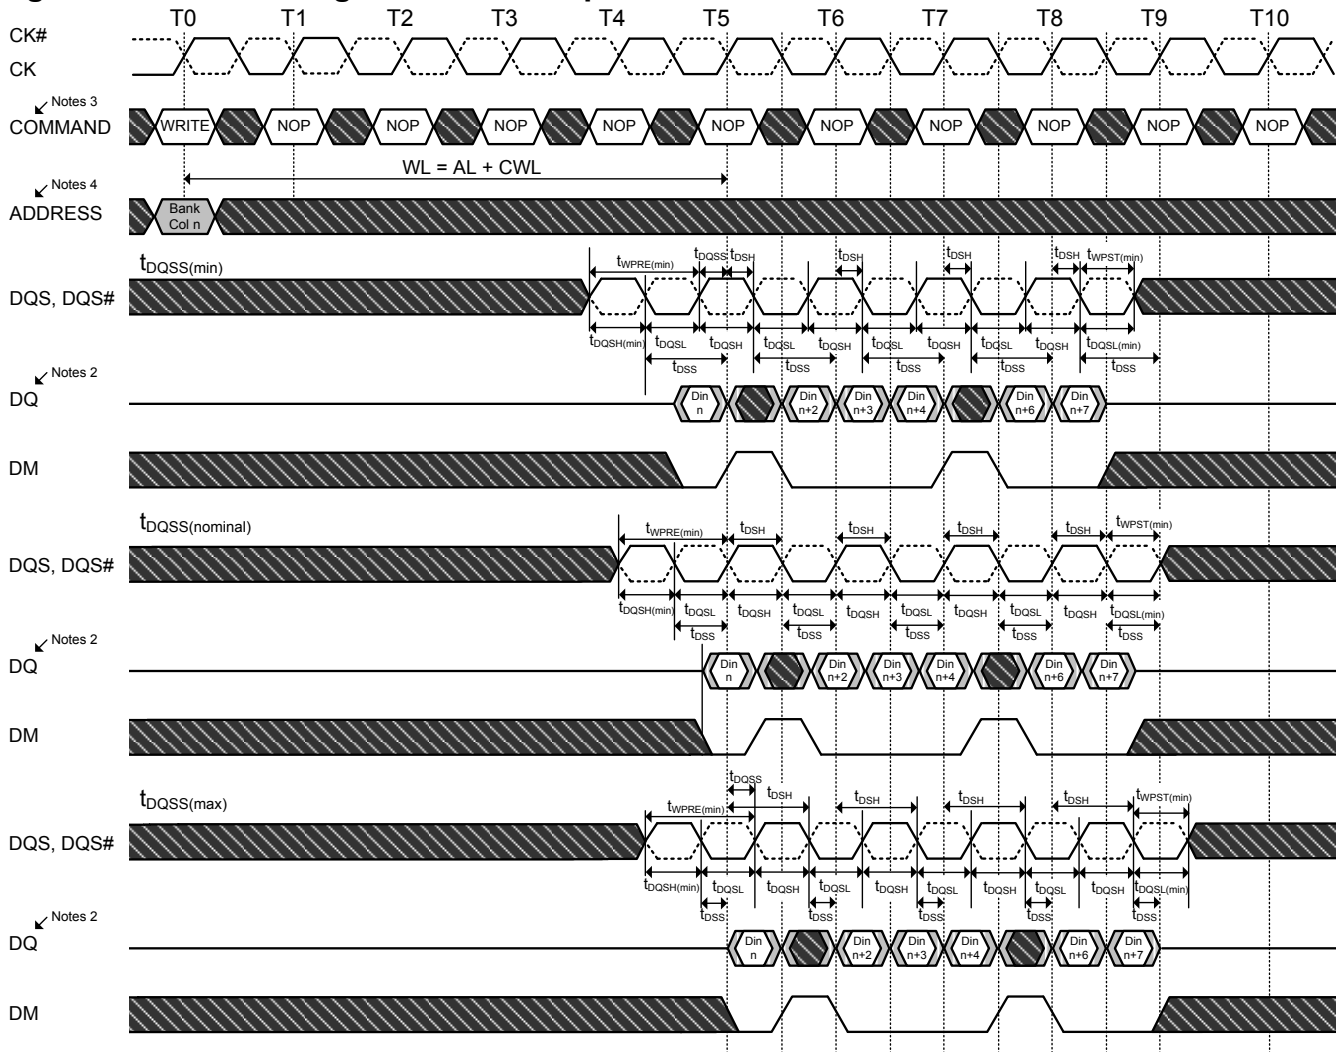 T0 T1 T2 T3 T4 T5 T6 T7 T8 T9 T10
CK#
CK
Notes 3
COMMAND WRITE NOP NOP NOP NOP NOP NOP NOP NOP NOP NOP
WL = AL + CWL
Notes 4
ADDRESS Bank Col n
tDQSS(min) tWPRE(min) tDQSS tDSH tDSH tDSH tDSH tWPST(min)
DQS, DQS#
tDQSH(min) tDQSL tDQSH tDQSL tDQSH tDQSL tDQSH tDQSL tDQSH tDQSL(min)
tDSS tDSS tDSS tDSS tDSS
Notes 2
DQ Din n Din n+2 Din n+3 Din n+4 Din n+6 Din n+7
DM
tDQSS(nominal) tWPRE(min) tDSH tDSH tDSH tDSH tWPST(min)
DQS, DQS#
tDQSH(min) tDQSL tDQSH tDQSL tDQSH tDQSL tDQSH tDQSL tDQSH tDQSL(min)
tDSS tDSS tDSS tDSS tDSS
Notes 2
DQ Din n Din n+2 Din n+3 Din n+4 Din n+6 Din n+7
DM
tDQSS
tDQSS(max) tWPRE(min) tDSH tDSH tDSH tDSH tWPST(min)
DQS, DQS#
tDQSH(min) tDQSL tDQSH tDQSL tDQSH tDQSL tDQSH tDQSL tDQSH tDQSL(min)
tDSS tDSS tDSS tDSS tDSS
Notes 2
DQ Din n Din n+2 Din n+3 Din n+4 Din n+6 Din n+7
DM